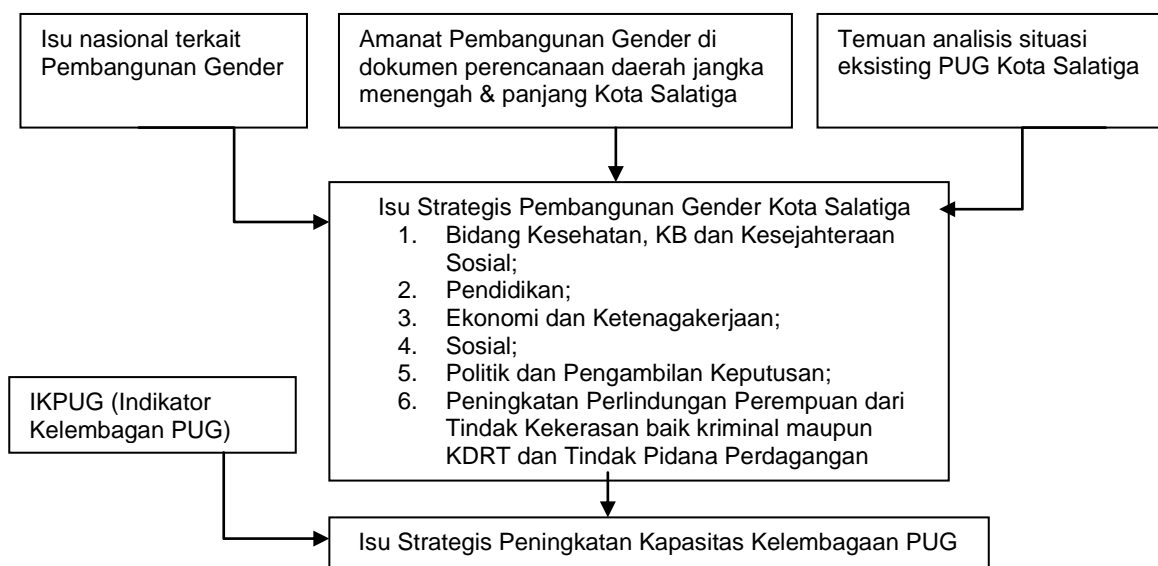 Isu nasional terkait
Pembangunan Gender
Amanat Pembangunan Gender di
dokumen perencanaan daerah jangka
menengah & panjang Kota Salatiga
Temuan analisis situasi
eksisting PUG Kota Salatiga
Isu Strategis Pembangunan Gender Kota Salatiga
1. Bidang Kesehatan, KB dan Kesejahteraan
Sosial;
2. Pendidikan;
3. Ekonomi dan Ketenagakerjaan;
4. Sosial;
5. Politik dan Pengambilan Keputusan;
6. Peningkatan Perlindungan Perempuan dari
Tindak Kekerasan baik kriminal maupun
KDRT dan Tindak Pidana Perdagangan
IKPUG (Indikator
Kelembagan PUG)
Isu Strategis Peningkatan Kapasitas Kelembagaan PUG